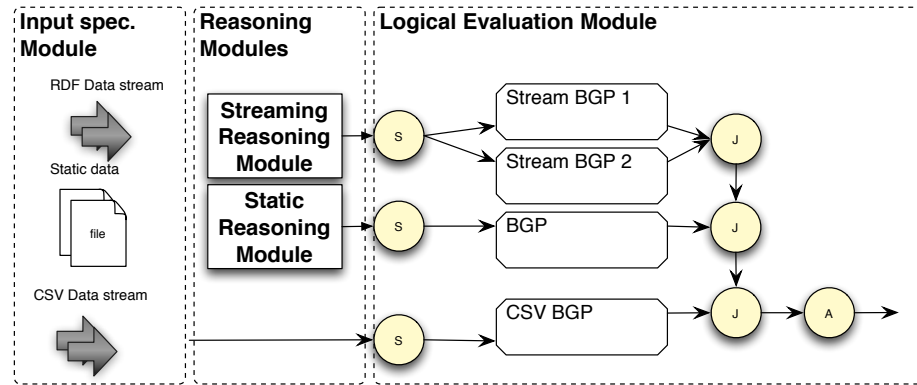 Input spec.
Module
RDF Data stream
Static data
file
CSV Data stream
Reasoning
Modules
Streaming
Reasoning
Module
Static
Reasoning
Module
Logical Evaluation Module
S
Stream BGP 1
Stream BGP 2
J
S
BGP
J
S
CSV BGP
J
A